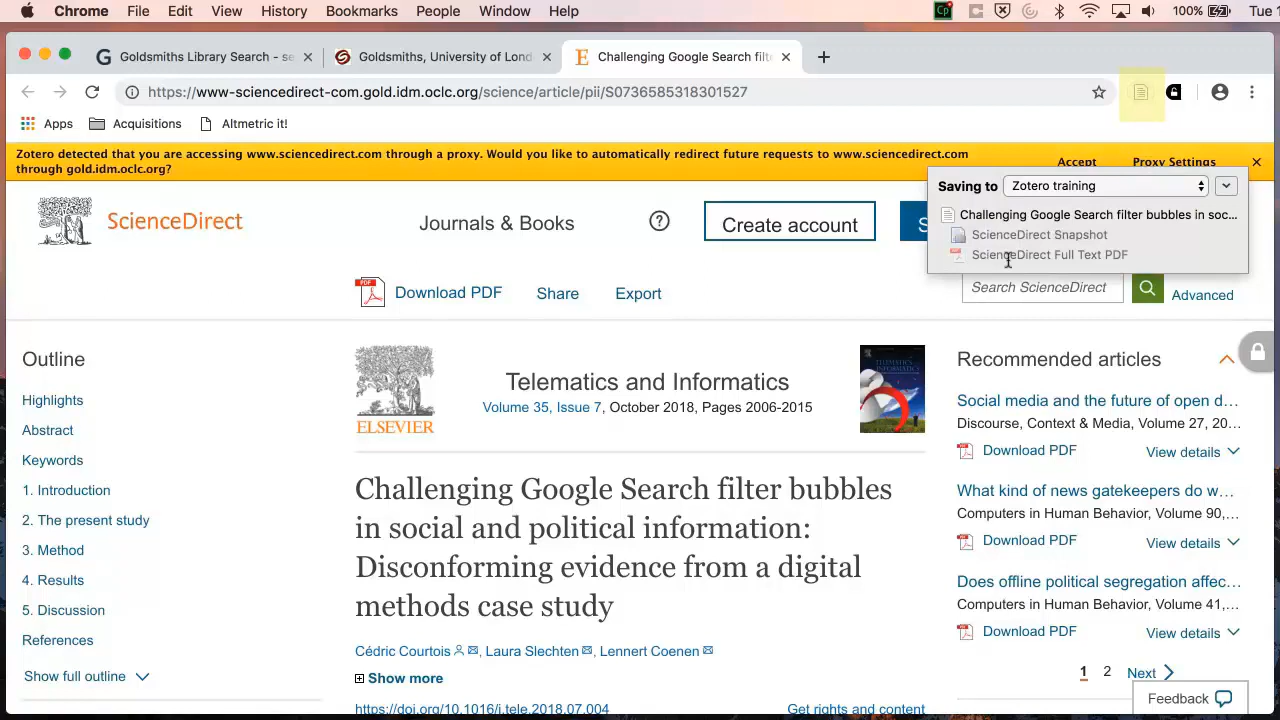 Chrome File Edit View History Bookmarks People Window Help Cp 100% Tue 1
G Goldsmiths Library Search - se
Goldsmiths, University of Lond
E Challenging Google Search filte
https://www-sciencedirect-com.gold.idm.oclc.org/science/article/pii/S0736585318301527
Apps Acquisitions Altmetric it!
Zotero detected that you are accessing www.sciencedirect.com through a proxy. Would you like to automatically redirect future requests to www.sciencedirect.com
through gold.idm.oclc.org?
Accept Proxy Settings
Saving to Zotero training
Challenging Google Search filter bubbles in soc...
ScienceDirect Snapshot
ScienceDirect Full Text PDF
ScienceDirect
Journals & Books ? Create account S
PDF Download PDF Share Export
Search ScienceDirect Advanced
Outline
Highlights
Abstract
Keywords
1. Introduction
2. The present study
3. Method
4. Results
5. Discussion
References
Show full outline
ELSEVIER
Telematics and Informatics
Volume 35, Issue 7, October 2018, Pages 2006-2015
Challenging Google Search filter bubbles
in social and political information:
Disconforming evidence from a digital
methods case study
Cédric Courtois, Laura Slechten, Lennert Coenen
Show more
https://doi.org/10.1016/j.tele.2018.07.004
Get rights and content
Recommended articles
Social media and the future of open d...
Discourse, Context & Media, Volume 27, 20...
Download PDF View details
What kind of news gatekeepers do w...
Computers in Human Behavior, Volume 90,...
Download PDF View details
Does offline political segregation affec...
Computers in Human Behavior, Volume 41,...
Download PDF View details
1 2 Next
Feedback